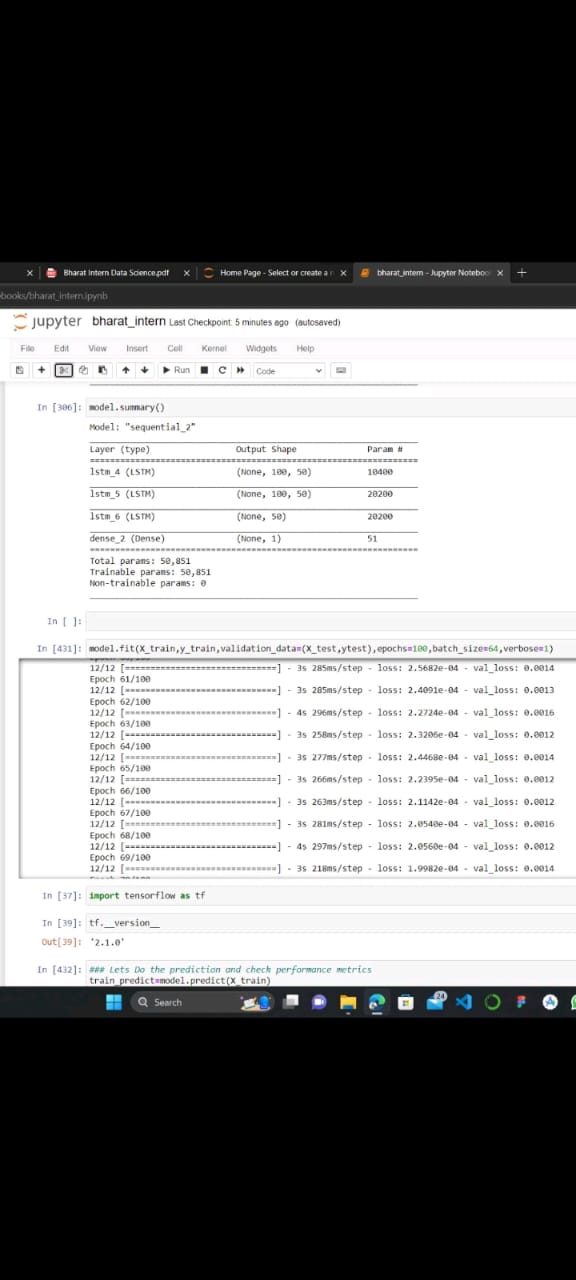 Bharat Intern Data Science.pdf
Home Page - Select or create a n
bharat_intern - Jupyter Noteboo
books/bharat_intern.ipynb
jupyter bharat_intern Last Checkpoint: 5 minutes ago (autosaved)
File Edit View Insert Cell Kernel Widgets Help
Run Code
In [306]: model.summary()
Model: "sequential_2"
Layer (type) Output Shape Param #
=================================================================
lstm_4 (LSTM) (None, 100, 50) 10400
lstm_5 (LSTM) (None, 100, 50) 20200
lstm_6 (LSTM) (None, 50) 20200
dense_2 (Dense) (None, 1) 51
=================================================================
Total params: 50,851
Trainable params: 50,851
Non-trainable params: 0
In [ ]:
In [431]: model.fit(X_train,y_train,validation_data=(X_test,ytest),epochs=100,batch_size=64,verbose=1)
12/12 [==============================] - 3s 285ms/step - loss: 2.5682e-04 - val_loss: 0.0014
Epoch 61/100
12/12 [==============================] - 3s 285ms/step - loss: 2.4091e-04 - val_loss: 0.0013
Epoch 62/100
12/12 [==============================] - 4s 296ms/step - loss: 2.2724e-04 - val_loss: 0.0016
Epoch 63/100
12/12 [==============================] - 3s 258ms/step - loss: 2.3206e-04 - val_loss: 0.0012
Epoch 64/100
12/12 [==============================] - 3s 277ms/step - loss: 2.4468e-04 - val_loss: 0.0014
Epoch 65/100
12/12 [==============================] - 3s 266ms/step - loss: 2.2395e-04 - val_loss: 0.0012
Epoch 66/100
12/12 [==============================] - 3s 263ms/step - loss: 2.1142e-04 - val_loss: 0.0012
Epoch 67/100
12/12 [==============================] - 3s 281ms/step - loss: 2.0540e-04 - val_loss: 0.0016
Epoch 68/100
12/12 [==============================] - 4s 297ms/step - loss: 2.0560e-04 - val_loss: 0.0012
Epoch 69/100
12/12 [==============================] - 3s 218ms/step - loss: 1.9982e-04 - val_loss: 0.0014
In [37]: import tensorflow as tf
In [39]: tf.__version__
Out[39]: '2.1.0'
In [432]: ### Lets Do the prediction and check performance metrics
train_predict=model.predict(X_train)
Search
24